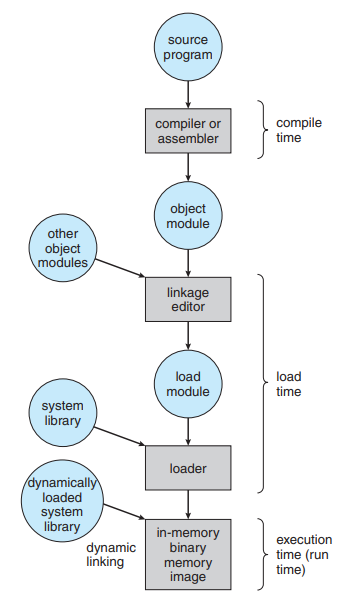 source
program
compiler or
assembler
compile
time
object
module
other
object
modules
linkage
editor
load
module
load
time
system
library
loader
dynamically
loaded
system
library
dynamic
linking
in-memory
binary
memory
image
execution
time (run
time)